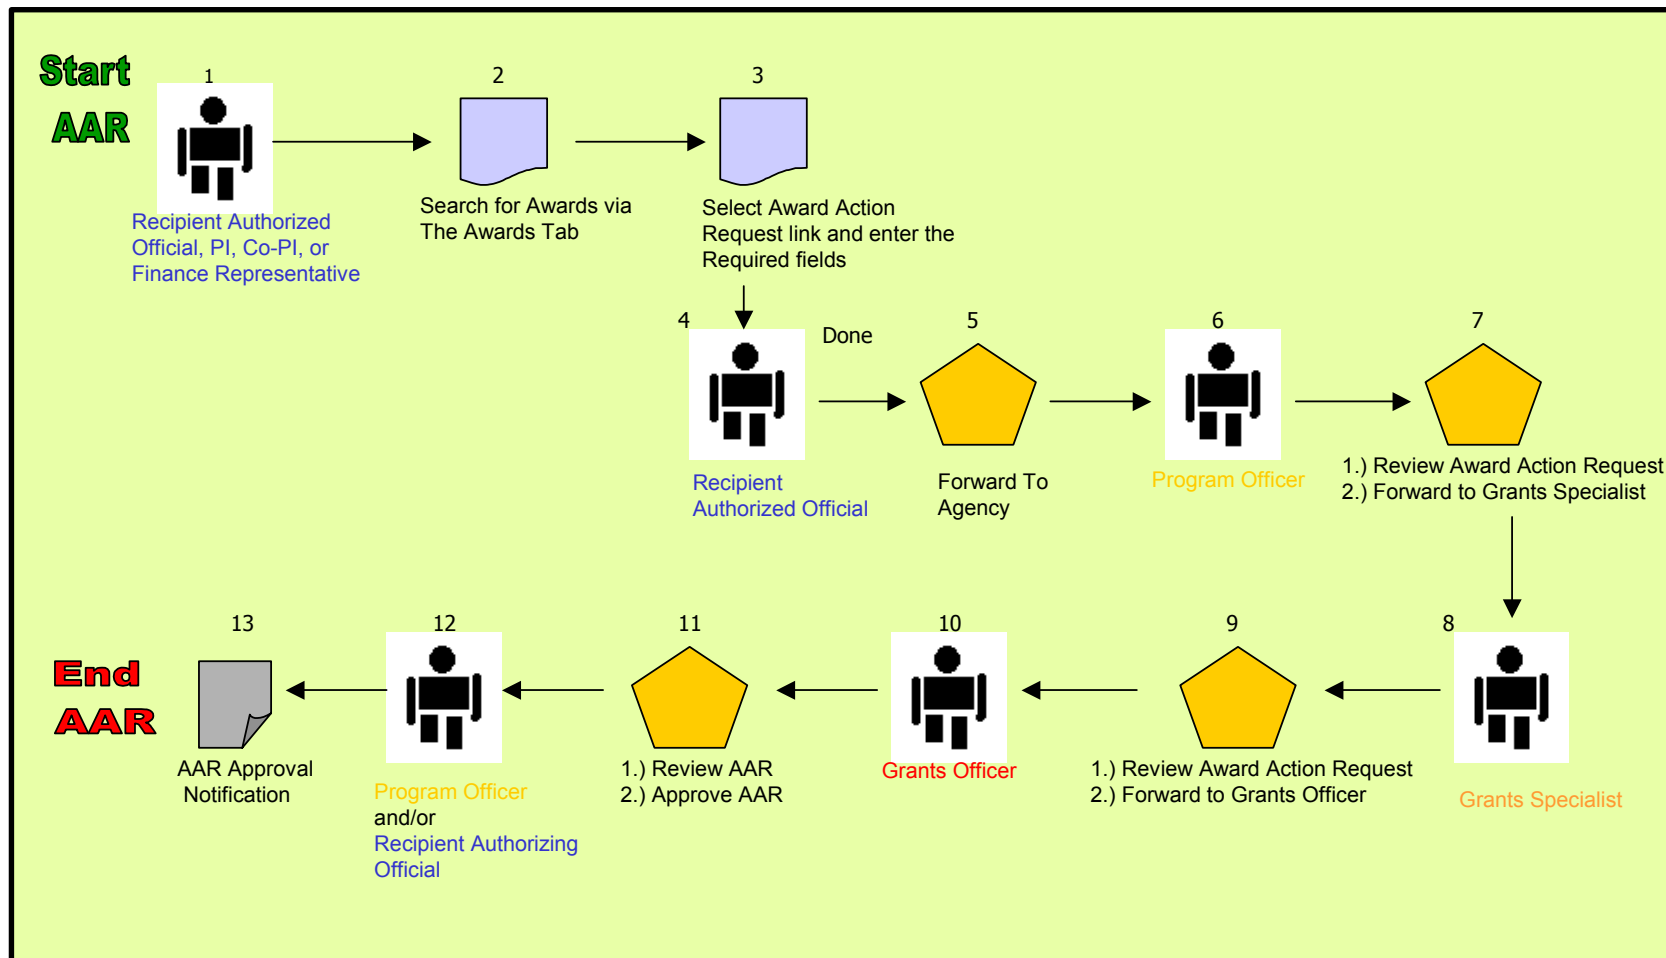 Start
AAR
1
2
3
Recipient Authorized
Official, PI, Co-PI, or
Finance Representative
Search for Awards via
The Awards Tab
Select Award Action
Request link and enter the
Required fields
4
Done
5
6
7
Recipient
Authorized Official
Forward To
Agency
Program Officer
1.) Review Award Action Request
2.) Forward to Grants Specialist
8
Grants Specialist
9
1.) Review Award Action Request
2.) Forward to Grants Officer
10
Grants Officer
11
1.) Review AAR
2.) Approve AAR
12
Program Officer
and/or
Recipient Authorizing
Official
13
AAR Approval
Notification
End
AAR